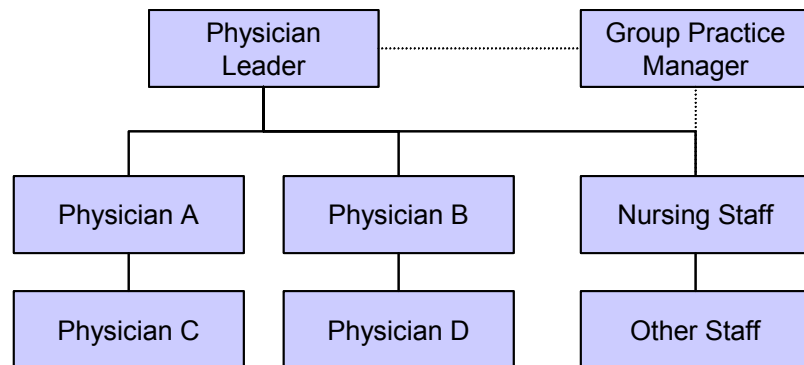 Physician
Leader
Group Practice
Manager
Physician A
Physician B
Nursing Staff
Physician C
Physician D
Other Staff